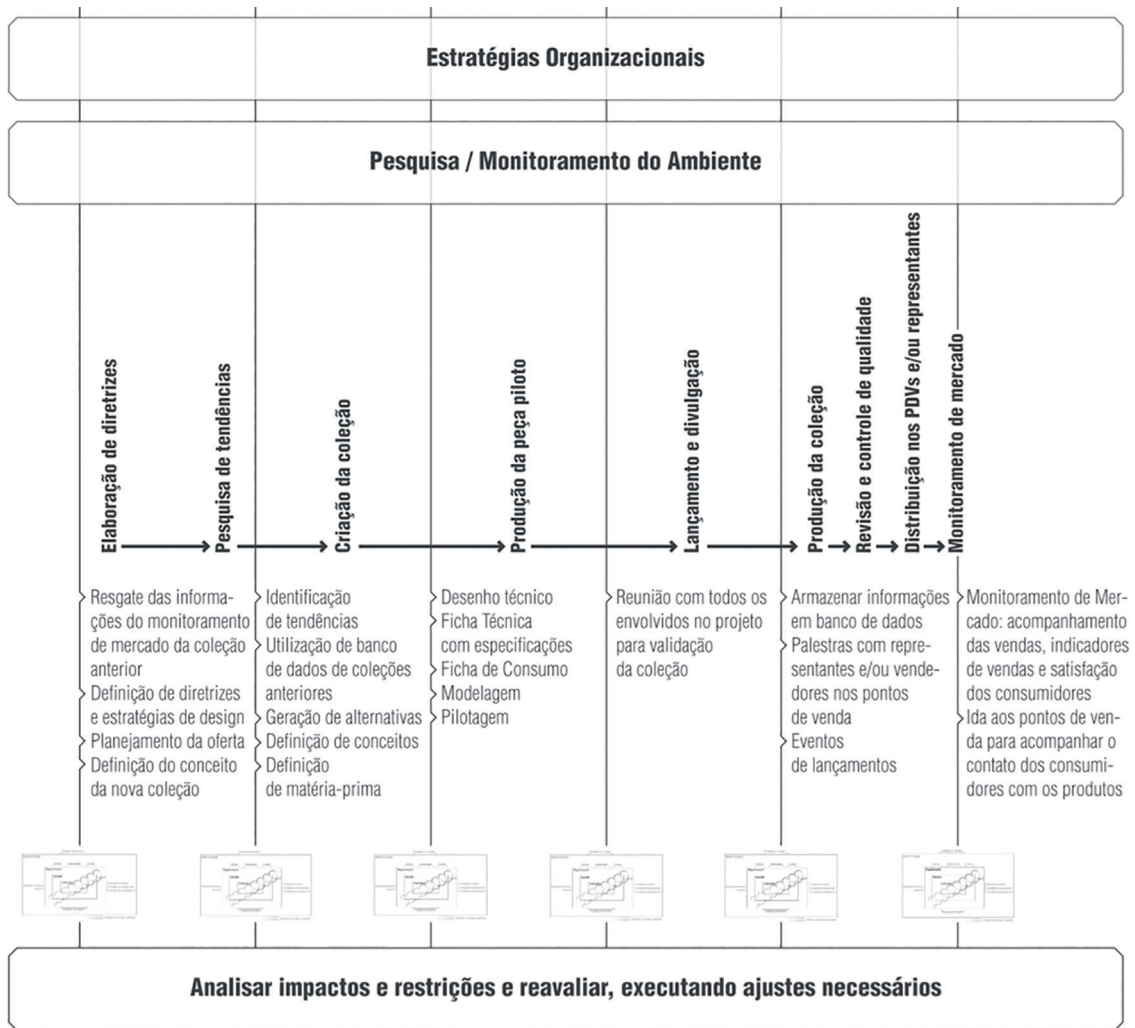 Estratégias Organizacionais
Pesquisa / Monitoramento do Ambiente
Elaboração de diretrizes
Pesquisa de tendências
Criação da coleção
Produção da peça piloto
Lançamento e divulgação
Produção da coleção
Revisão e controle de qualidade
Distribuição nos PDVs e/ou representantes
Monitoramento de mercado
Resgate das informa-
ções do monitoramento
de mercado da coleção
anterior
Definição de diretrizes
e estratégias de design
Planejamento da oferta
Definição do conceito
da nova coleção
Identificação
de tendências
Utilização de banco
de dados de coleções
anteriores
Geração de alternativas
Definição de conceitos
Definição
de matéria-prima
Desenho técnico
Ficha Técnica
com especificações
Ficha de Consumo
Modelagem
Pilotagem
Reunião com todos os
envolvidos no projeto
para validação
da coleção
Armazenar informações
em banco de dados
Palestras com repre-
sentantes e/ou vende-
dores nos pontos
de venda
Eventos
de lançamentos
Monitoramento de Mer-
cado: acompanhamento
das vendas, indicadores
de vendas e satisfação
dos consumidores
Ida aos pontos de ven-
da para acompanhar o
contato dos consumi-
dores com os produtos
Analisar impactos e restrições e reavaliar, executando ajustes necessários